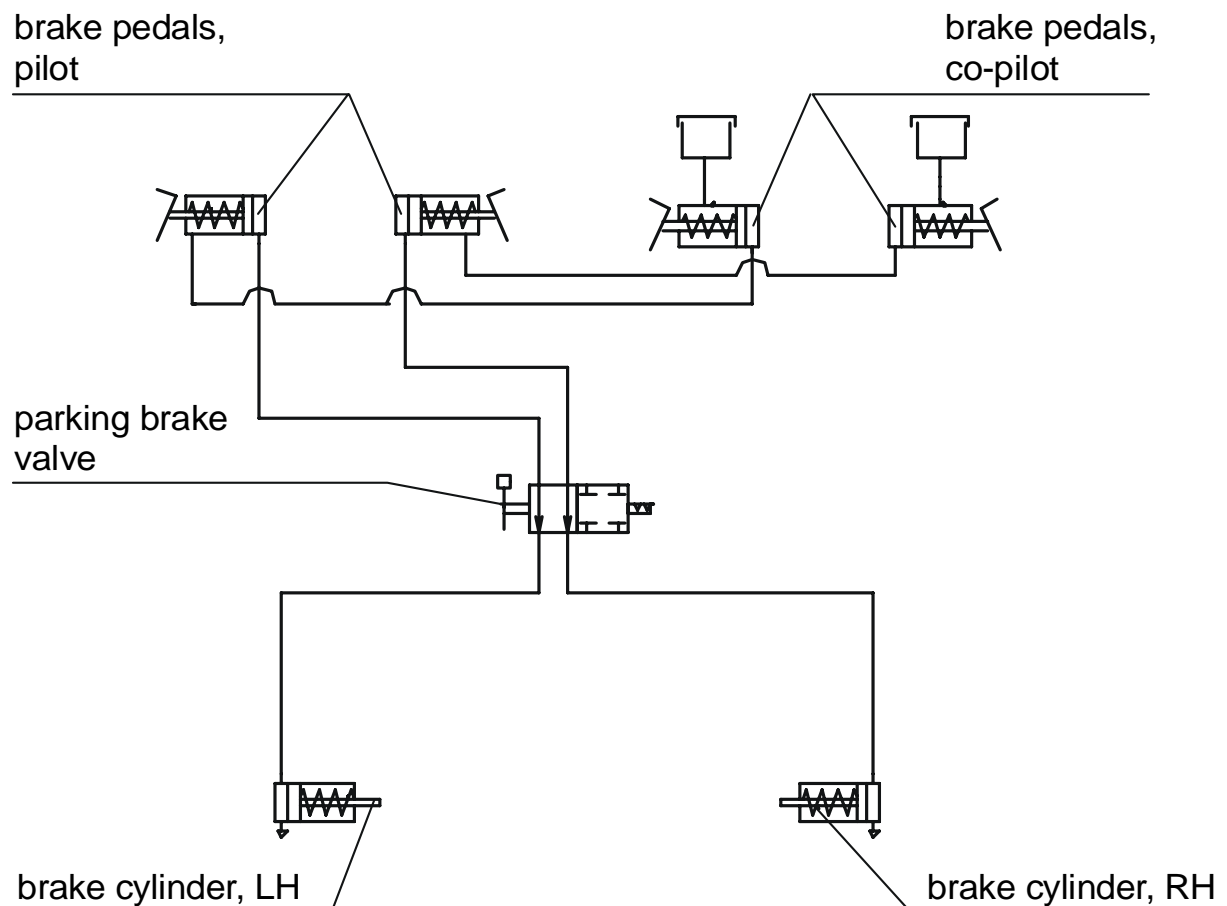 brake pedals,
pilot
brake pedals,
co-pilot
parking brake
valve
brake cylinder, LH
brake cylinder, RH